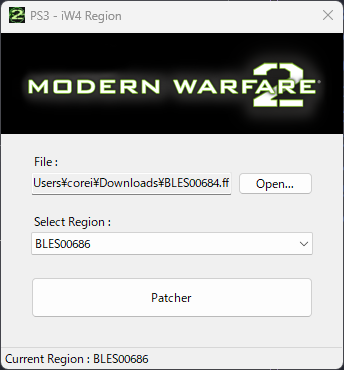 PS3 - iW4 Region
MODERN WARFARE 2
File :
Users¥corei¥Downloads¥BLES00684.ff
Open...
Select Region :
BLES00686
Patcher
Current Region : BLES00686